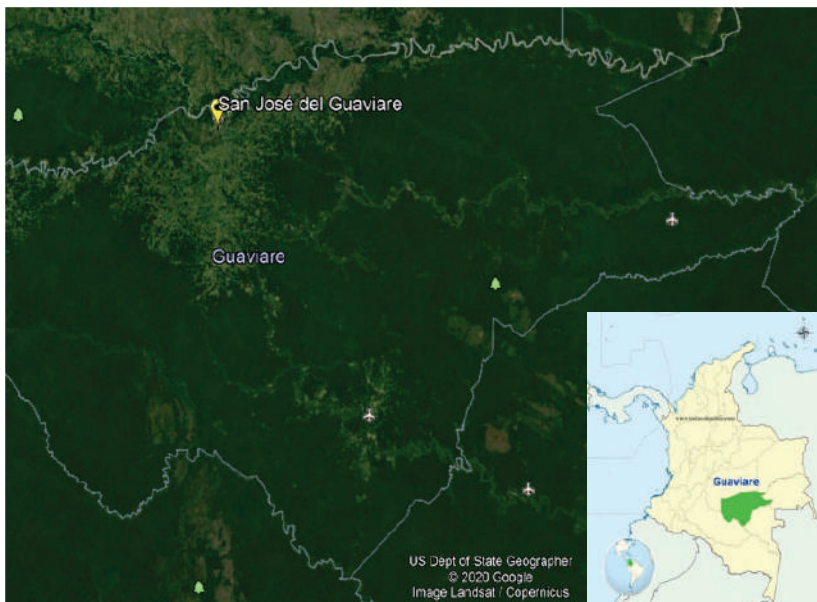 San José del Guaviare
Guaviare
Guaviare
US Dept of State Geographer
© 2020 Google
Image Landsat / Copernicus